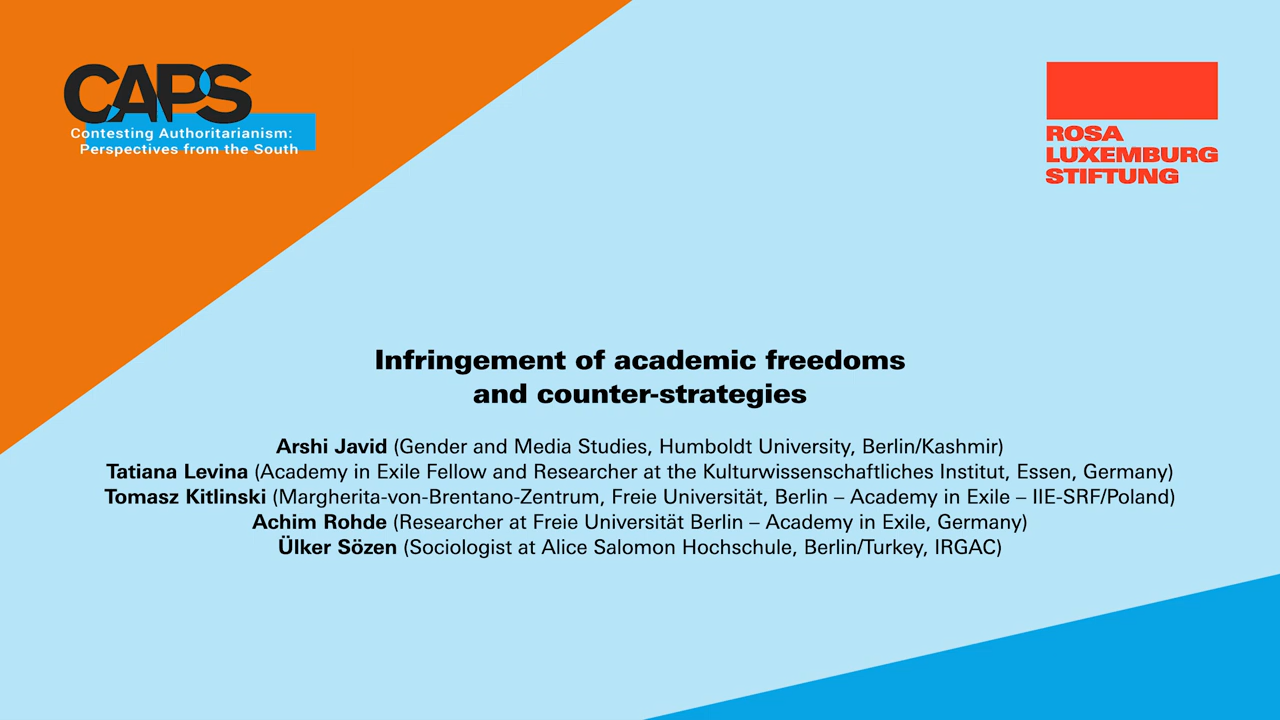 CAPS
Contesting Authoritarianism:
Perspectives from the South
ROSA
LUXEMBURG
STIFTUNG
Infringement of academic freedoms
and counter-strategies
Arshi Javid (Gender and Media Studies, Humboldt University, Berlin/Kashmir)
Tatiana Levina (Academy in Exile Fellow and Researcher at the Kulturwissenschaftliches Institut, Essen, Germany)
Tomasz Kitlinski (Margherita-von-Brentano-Zentrum, Freie Universität, Berlin – Academy in Exile – IIE-SRF/Poland)
Achim Rohde (Researcher at Freie Universität Berlin – Academy in Exile, Germany)
Ülker Sözen (Sociologist at Alice Salomon Hochschule, Berlin/Turkey, IRGAC)